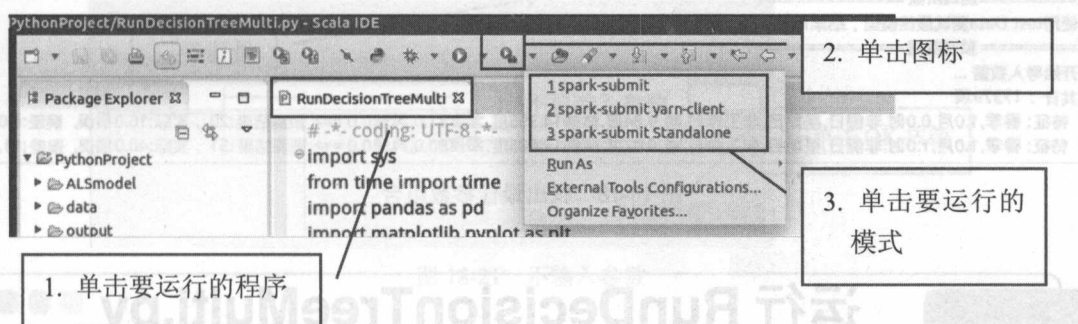 PythonProject/RunDecisionTreeMulti.py - Scala IDE
Package Explorer
RunDecisionTreeMulti
# -*- coding: UTF-8 -*-
import sys
from time import time
import pandas as pd
import matplotlib.pyplot as plt
PythonProject
ALSmodel
data
output
1 spark-submit
2 spark-submit yarn-client
3 spark-submit Standalone
Run As
External Tools Configurations...
Organize Favorites...
1. 单击要运行的程序
2. 单击图标
3. 单击要运行的
模式
运行 RunDecisionTreeMulti.py